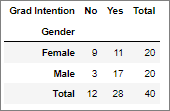 Grad Intention No Yes Total
Gender
Female 9 11 20
Male 3 17 20
Total 12 28 40